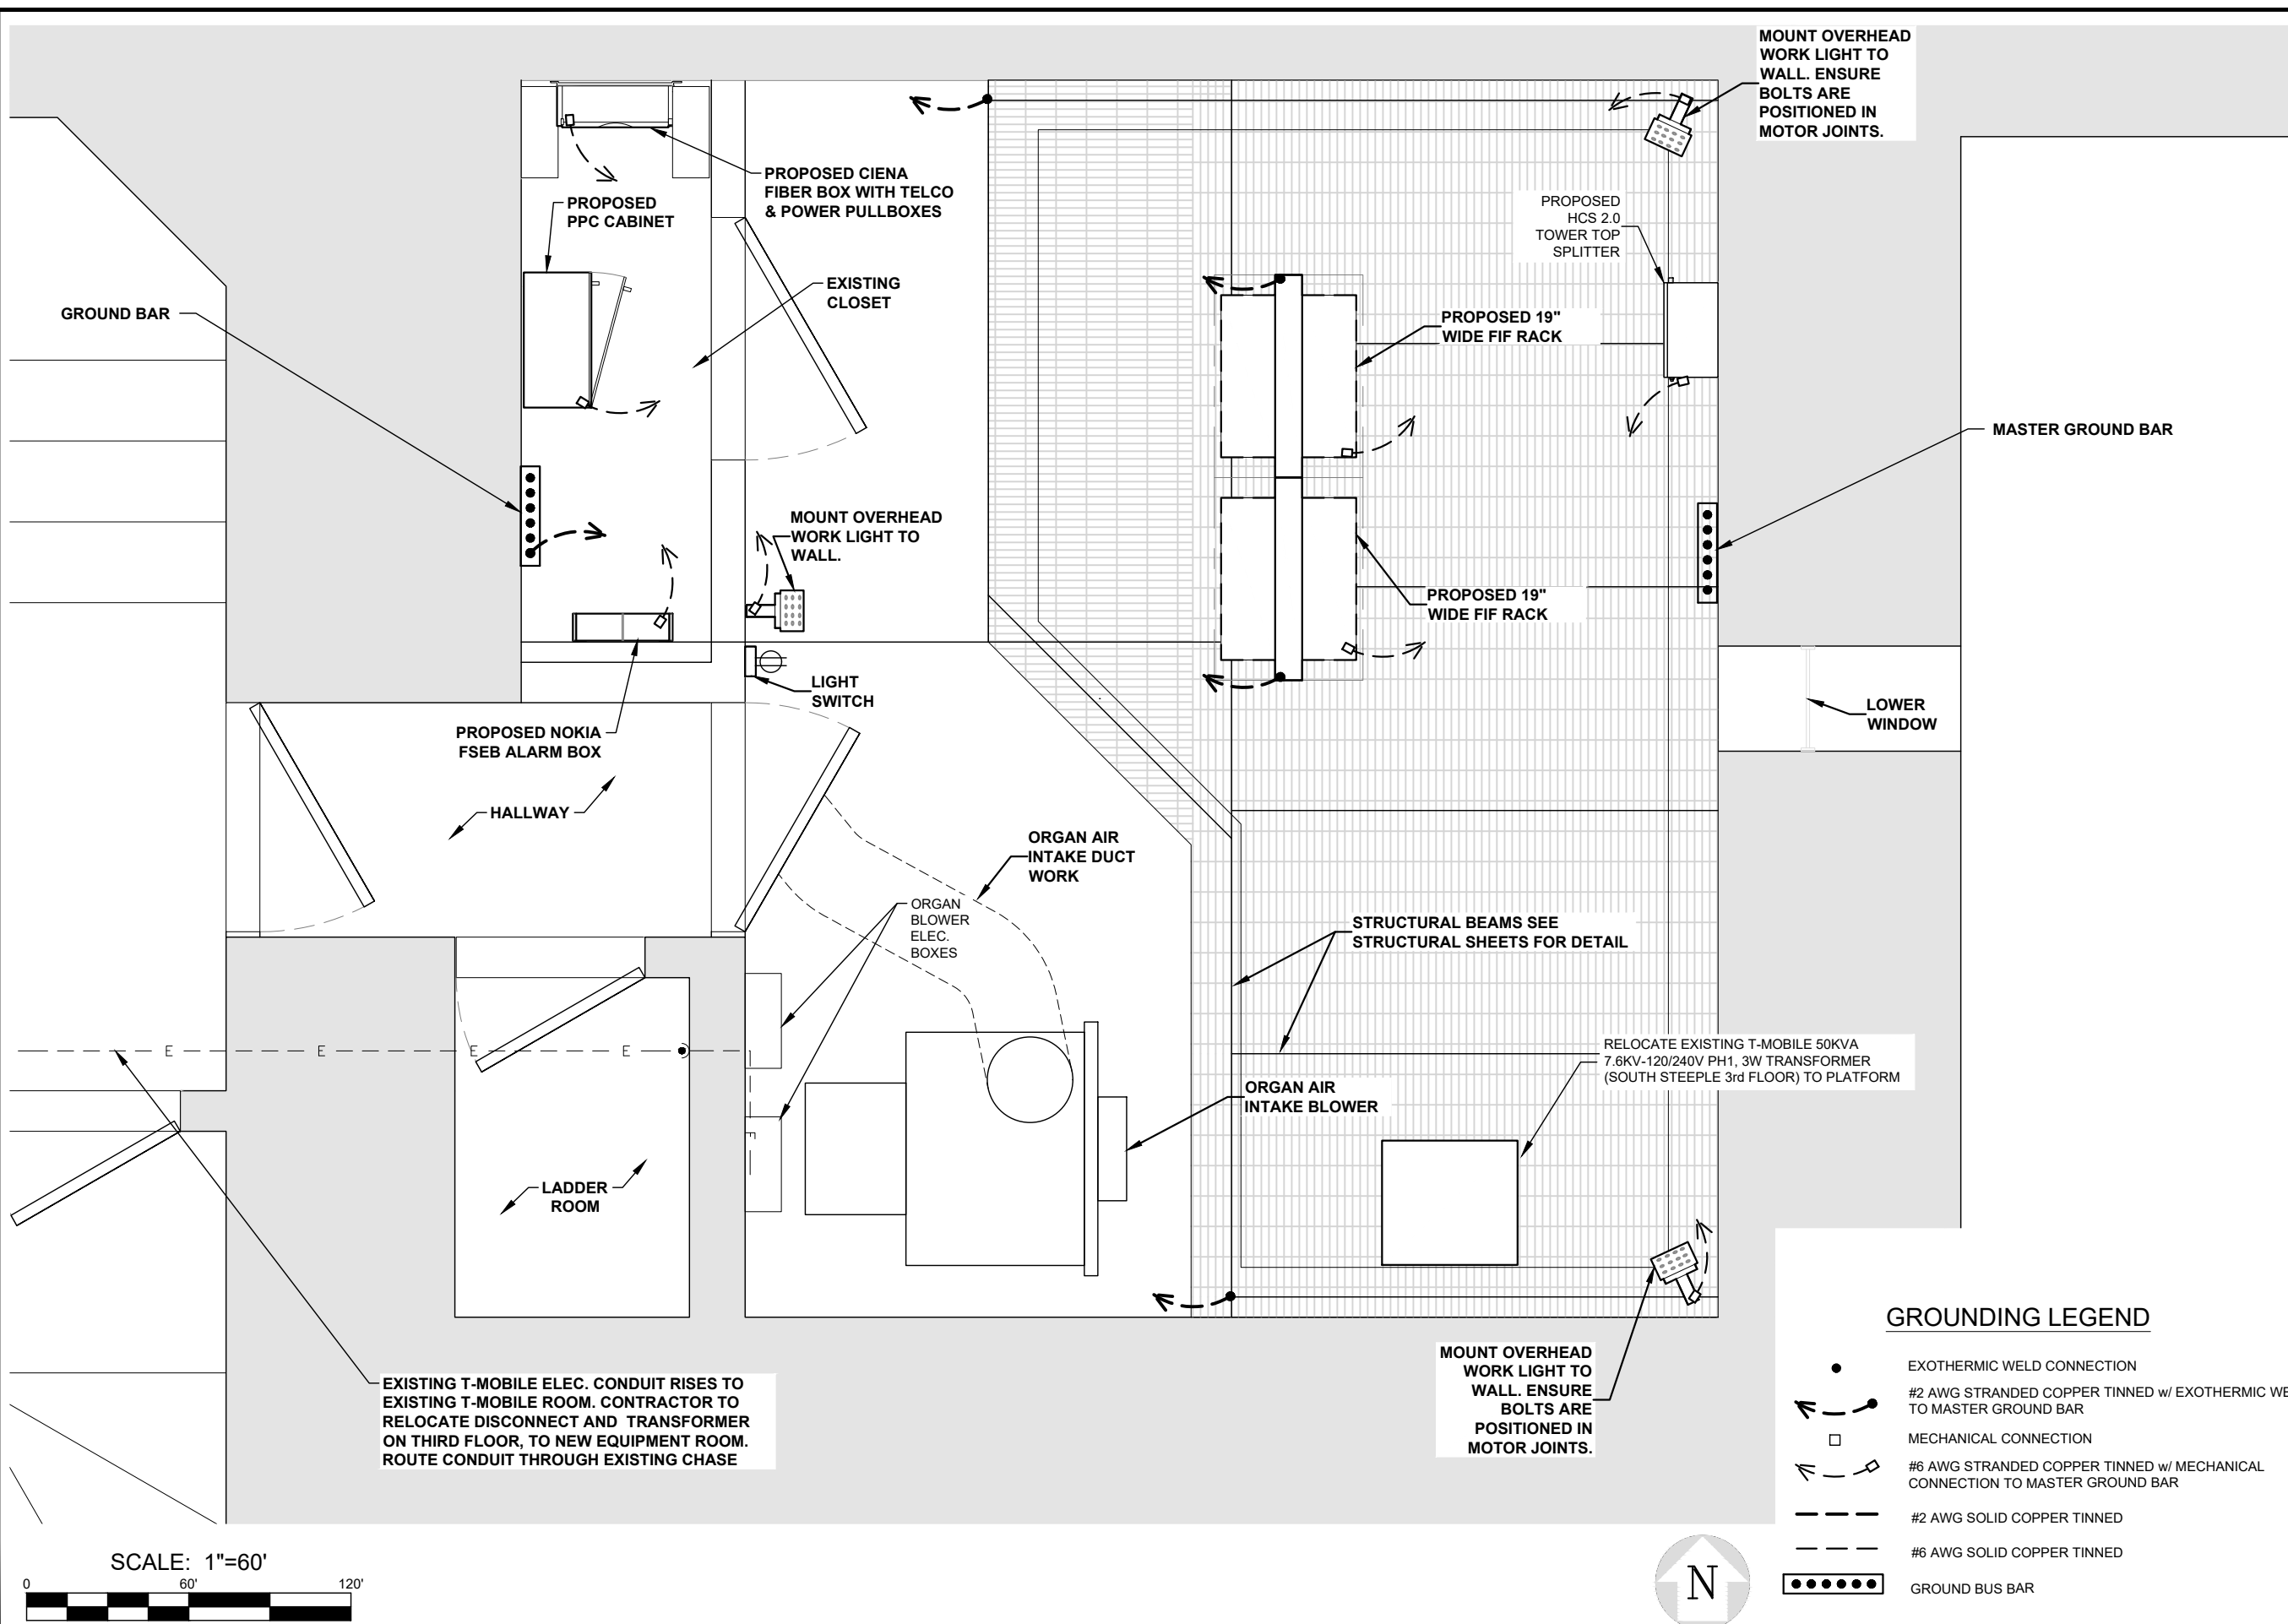 MOUNT OVERHEAD
WORK LIGHT TO
WALL. ENSURE
BOLTS ARE
POSITIONED IN
MOTOR JOINTS.
PROPOSED CIENA
FIBER BOX WITH TELCO
& POWER PULLBOXES
PROPOSED
PPC CABINET
PROPOSED
HCS 2.0
TOWER TOP
SPLITTER
EXISTING
CLOSET
GROUND BAR
PROPOSED 19"
WIDE FIF RACK
MASTER GROUND BAR
MOUNT OVERHEAD
WORK LIGHT TO
WALL.
PROPOSED 19"
WIDE FIF RACK
LIGHT
SWITCH
LOWER
WINDOW
PROPOSED NOKIA
FSEB ALARM BOX
HALLWAY
ORGAN AIR
INTAKE DUCT
WORK
ORGAN
BLOWER
ELEC.
BOXES
STRUCTURAL BEAMS SEE
STRUCTURAL SHEETS FOR DETAIL
E
E
E
E
E
RELOCATE EXISTING T-MOBILE 50KVA
7.6KV-120/240V PH1, 3W TRANSFORMER
(SOUTH STEEPLE 3rd FLOOR) TO PLATFORM
ORGAN AIR
INTAKE BLOWER
LADDER
ROOM
EXISTING T-MOBILE ELEC. CONDUIT RISES TO
EXISTING T-MOBILE ROOM. CONTRACTOR TO
RELOCATE DISCONNECT AND TRANSFORMER
ON THIRD FLOOR, TO NEW EQUIPMENT ROOM.
ROUTE CONDUIT THROUGH EXISTING CHASE
MOUNT OVERHEAD
WORK LIGHT TO
WALL. ENSURE
BOLTS ARE
POSITIONED IN
MOTOR JOINTS.
GROUNDING LEGEND
EXOTHERMIC WELD CONNECTION
#2 AWG STRANDED COPPER TINNED w/ EXOTHERMIC WE
TO MASTER GROUND BAR
MECHANICAL CONNECTION
#6 AWG STRANDED COPPER TINNED w/ MECHANICAL
CONNECTION TO MASTER GROUND BAR
#2 AWG SOLID COPPER TINNED
#6 AWG SOLID COPPER TINNED
GROUND BUS BAR
N
SCALE: 1"=60'
0 60' 120'